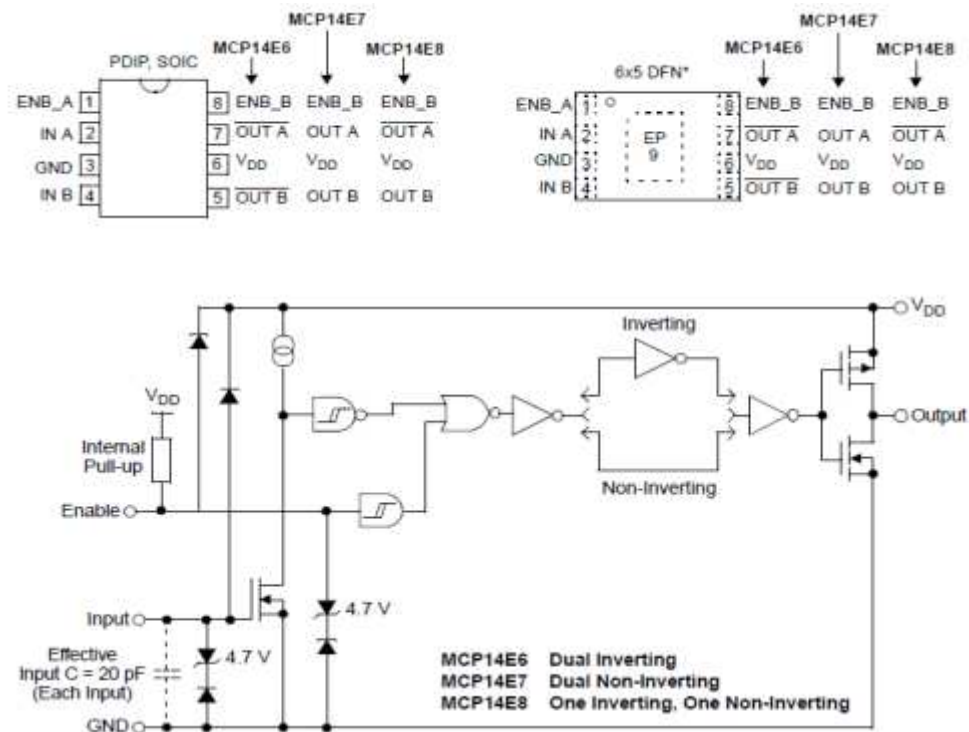 MCP14E7
MCP14E6
MCP14E8
PDIP, SOIC
ENB_A 1 8 ENB_B ENB_B ENB_B
IN A 2 7 OUT A OUT A OUT A
GND 3 6 VDD VDD VDD
IN B 4 5 OUT B OUT B OUT B
MCP14E7
MCP14E6
MCP14E8
6x5 DFN*
ENB_A 1 8 ENB_B ENB_B ENB_B
IN A 2 EP 7 OUT A OUT A OUT A
GND 3 9 6 VDD VDD VDD
IN B 4 5 OUT B OUT B OUT B
VDD
Inverting
VDD
Output
Internal
Pull-up
Non-Inverting
Enable
4.7 V
Input
Effective
Input C = 20 pF
(Each Input)
4.7 V
MCP14E6 Dual Inverting
MCP14E7 Dual Non-Inverting
MCP14E8 One Inverting, One Non-Inverting
GND